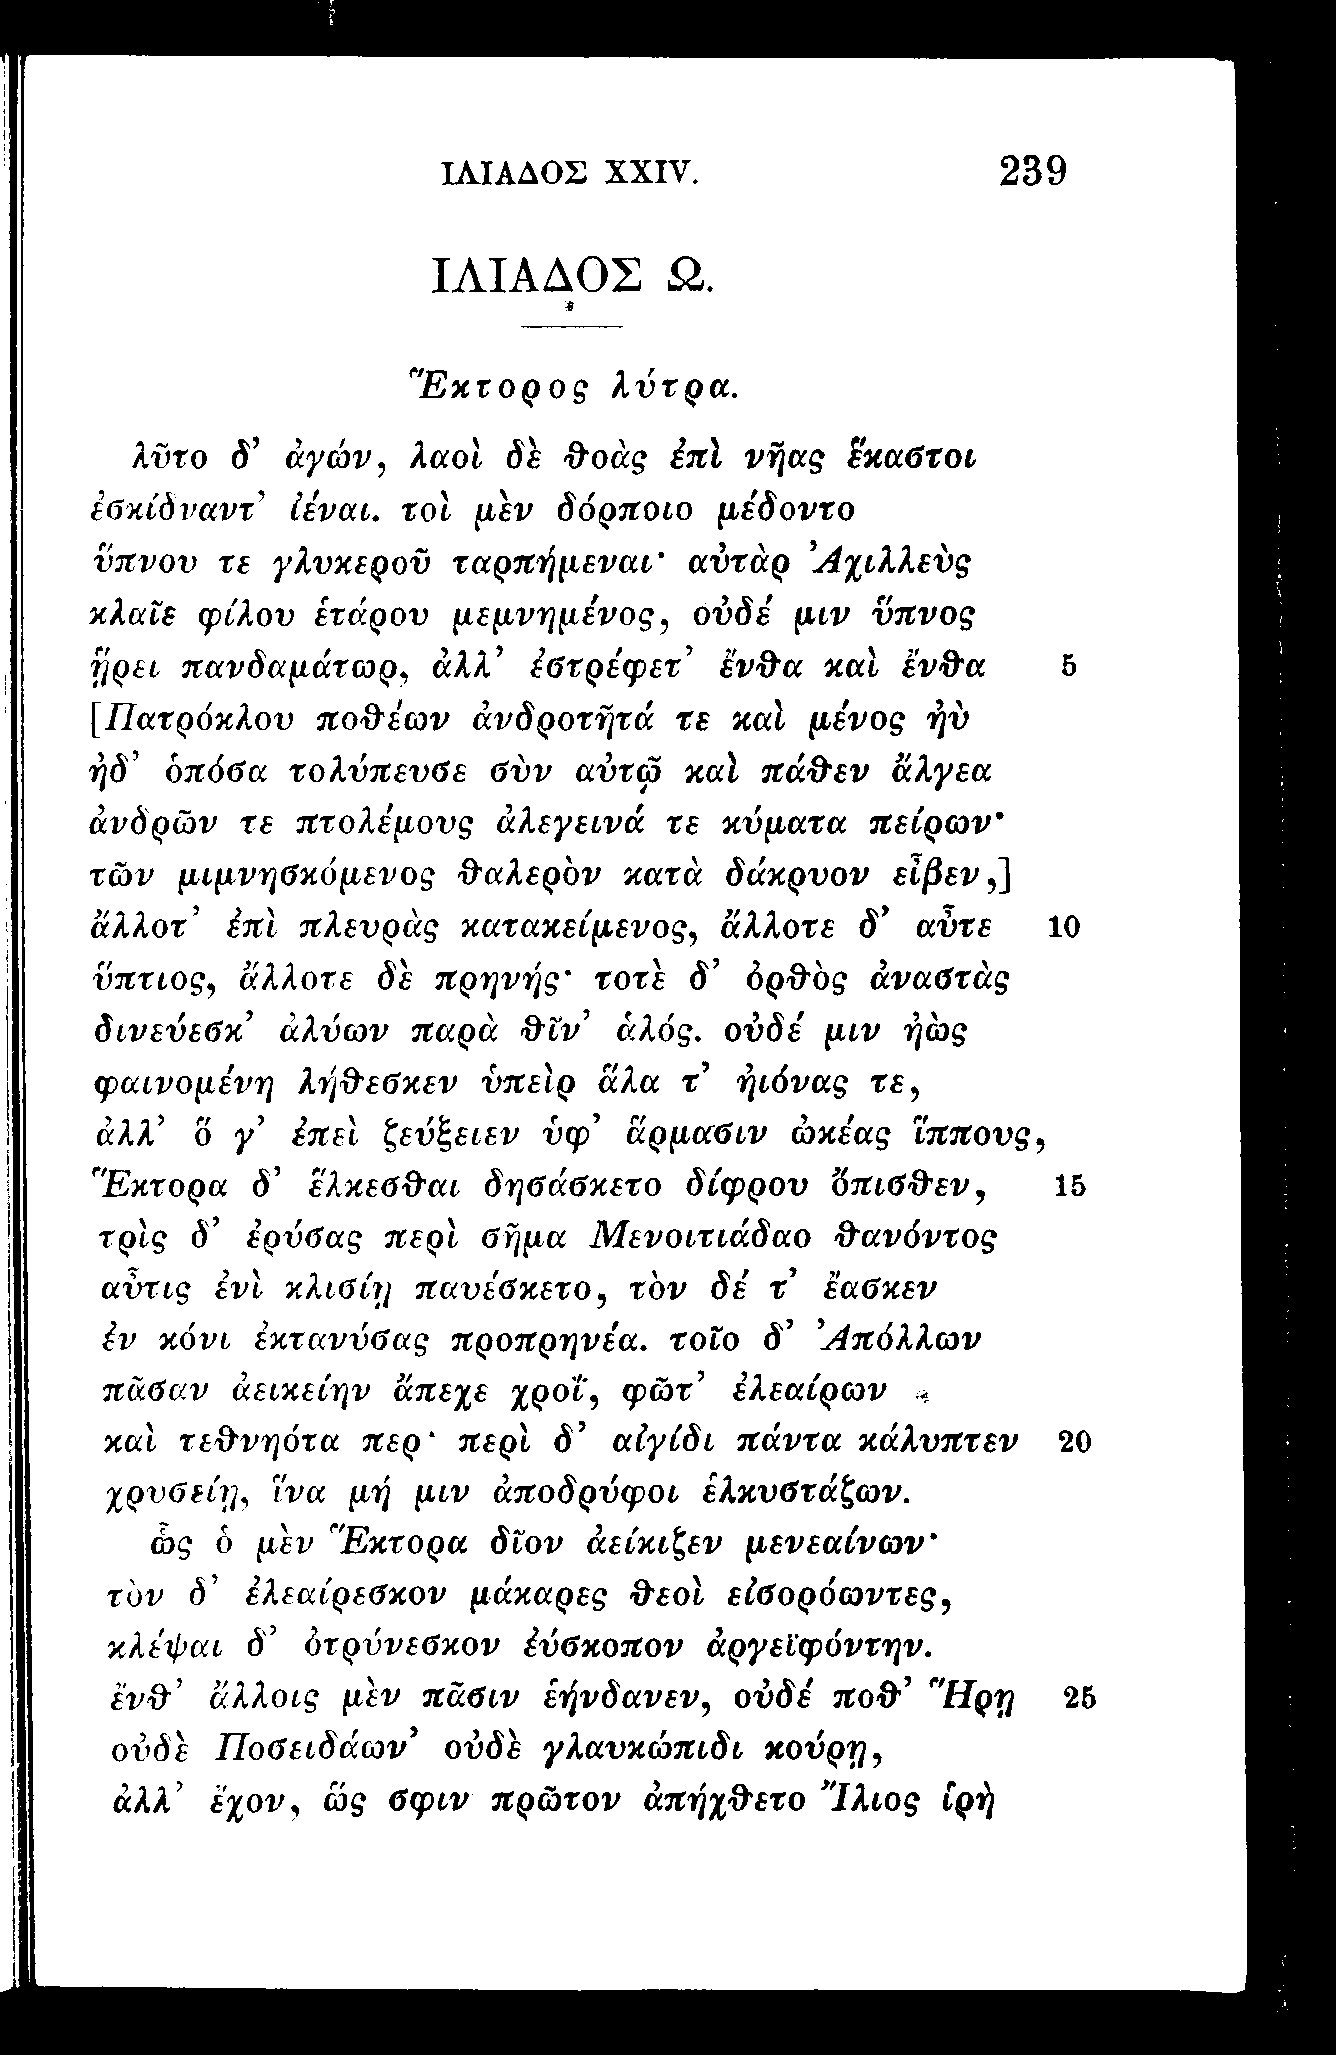 ΙΛΙΑΔΟΣ XXIV. 239
ΙΛΙΑΔΟΣ Ω.
Ἕκτορος λύτρα.
λῦτο δ’ ἀγών, λαοὶ δὲ θοὰς ἐπὶ νῆας ἕκαστοι
ἐσκίδναντ’ ἰέναι. τοὶ μὲν δόρποιο μέδοντο
ὕπνου τε γλυκεροῦ ταρπήμεναι· αὐτὰρ Ἀχιλλεὺς
κλαῖε φίλου ἑτάρου μεμνημένος, οὐδέ μιν ὕπνος
ᾕρει πανδαμάτωρ, ἀλλ’ ἐστρέφετ’ ἔνθα καὶ ἔνθα 5
[Πατρόκλου ποθέων ἀνδροτῆτά τε καὶ μένος ἠὺ
ἠδ’ ὁπόσα τολύπευσε σὺν αὐτῷ καὶ πάθεν ἄλγεα
ἀνδρῶν τε πτολέμους ἀλεγεινά τε κύματα πείρων·
τῶν μιμνησκόμενος θαλερὸν κατὰ δάκρυον εἶβεν,]
ἄλλοτ’ ἐπὶ πλευρὰς κατακείμενος, ἄλλοτε δ’ αὖτε 10
ὕπτιος, ἄλλοτε δὲ πρηνής· τοτὲ δ’ ὀρθὸς ἀναστὰς
δινεύεσκ’ ἀλύων παρὰ θῖν’ ἁλός. οὐδέ μιν ἠὼς
φαινομένη λήθεσκεν ὑπεὶρ ἅλα τ’ ἠιόνας τε,
ἀλλ’ ὅ γ’ ἐπεὶ ζεύξειεν ὑφ’ ἅρμασιν ὠκέας ἵππους,
Ἕκτορα δ’ ἕλκεσθαι δησάσκετο δίφρου ὄπισθεν, 15
τρὶς δ’ ἐρύσας περὶ σῆμα Μενοιτιάδαο θανόντος
αὖτις ἐνὶ κλισίῃ παυέσκετο, τὸν δέ τ’ ἔασκεν
ἐν κόνι ἐκτανύσας προπρηνέα. τοῖο δ’ Ἀπόλλων
πᾶσαν ἀεικείην ἄπεχε χροΐ, φῶτ’ ἐλεαίρων
καὶ τεθνηότα περ· περὶ δ’ αἰγίδι πάντα κάλυπτεν 20
χρυσείῃ, ἵνα μή μιν ἀποδρύφοι ἑλκυστάζων.
ὣς ὁ μὲν Ἕκτορα δῖον ἀείκιζεν μενεαίνων·
τὸν δ’ ἐλεαίρεσκον μάκαρες θεοὶ εἰσορόωντες,
κλέψαι δ’ ὀτρύνεσκον ἐύσκοπον ἀργεϊφόντην.
ἔνθ’ ἄλλοις μὲν πᾶσιν ἑήνδανεν, οὐδέ ποθ’ Ἥρῃ 25
οὐδὲ Ποσειδάων’ οὐδὲ γλαυκώπιδι κούρῃ,
ἀλλ’ ἔχον, ὥς σφιν πρῶτον ἀπήχθετο Ἴλιος ἱρὴ